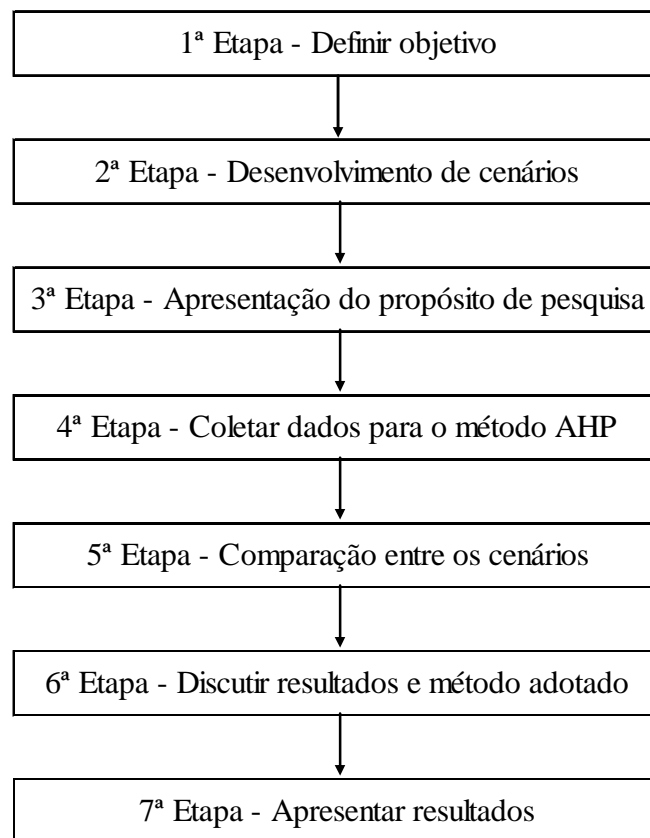 1ª Etapa - Definir objetivo
2ª Etapa - Desenvolvimento de cenários
3ª Etapa - Apresentação do propósito de pesquisa
4ª Etapa - Coletar dados para o método AHP
5ª Etapa - Comparação entre os cenários
6ª Etapa - Discutir resultados e método adotado
7ª Etapa - Apresentar resultados